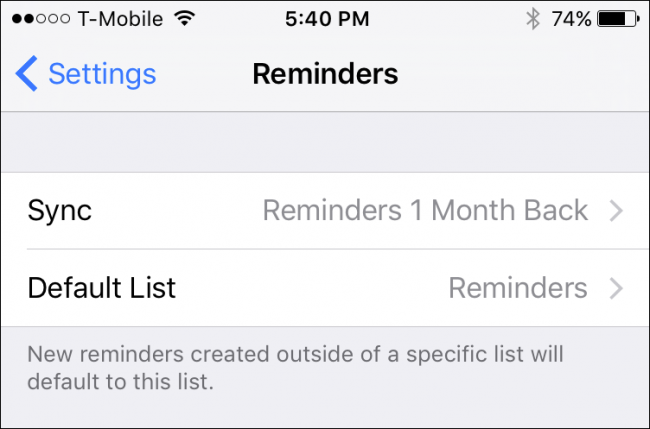 T-Mobile 5:40 PM 74%
Settings Reminders
Sync Reminders 1 Month Back
Default List Reminders
New reminders created outside of a specific list will
default to this list.